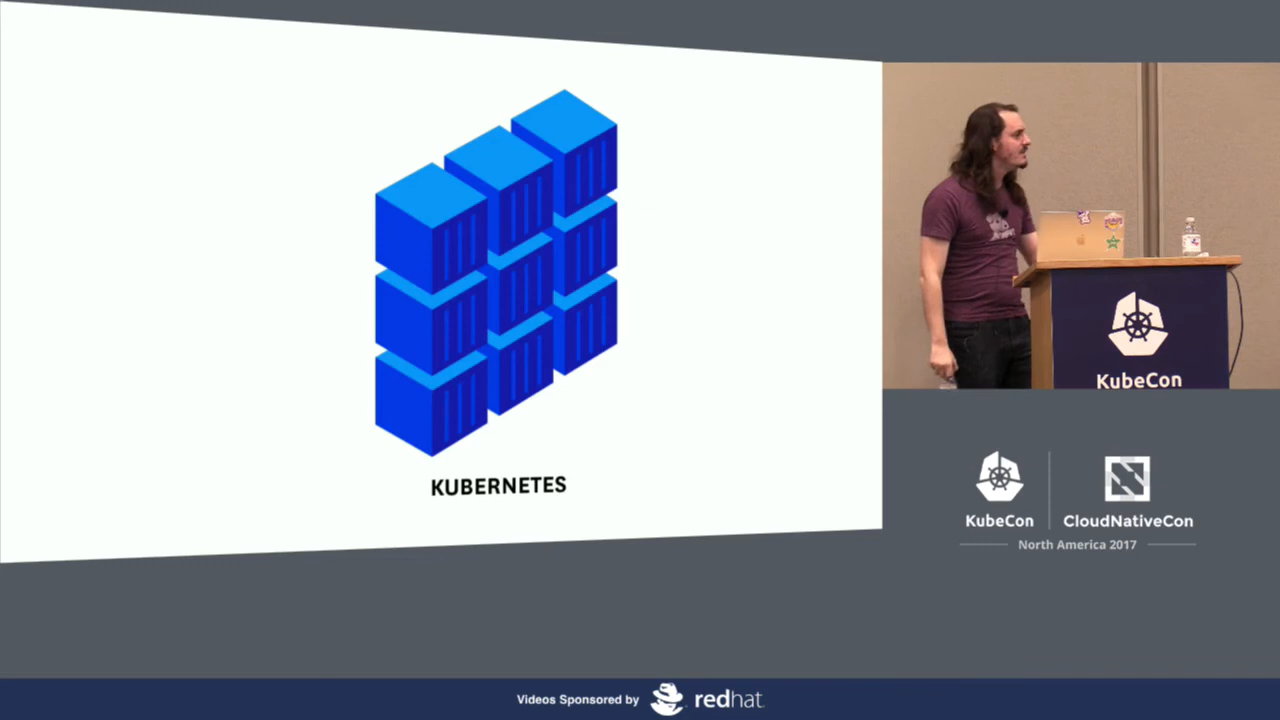 KUBERNETES
KubeCon
KubeCon
CloudNativeCon
North America 2017
Videos Sponsored by redhat